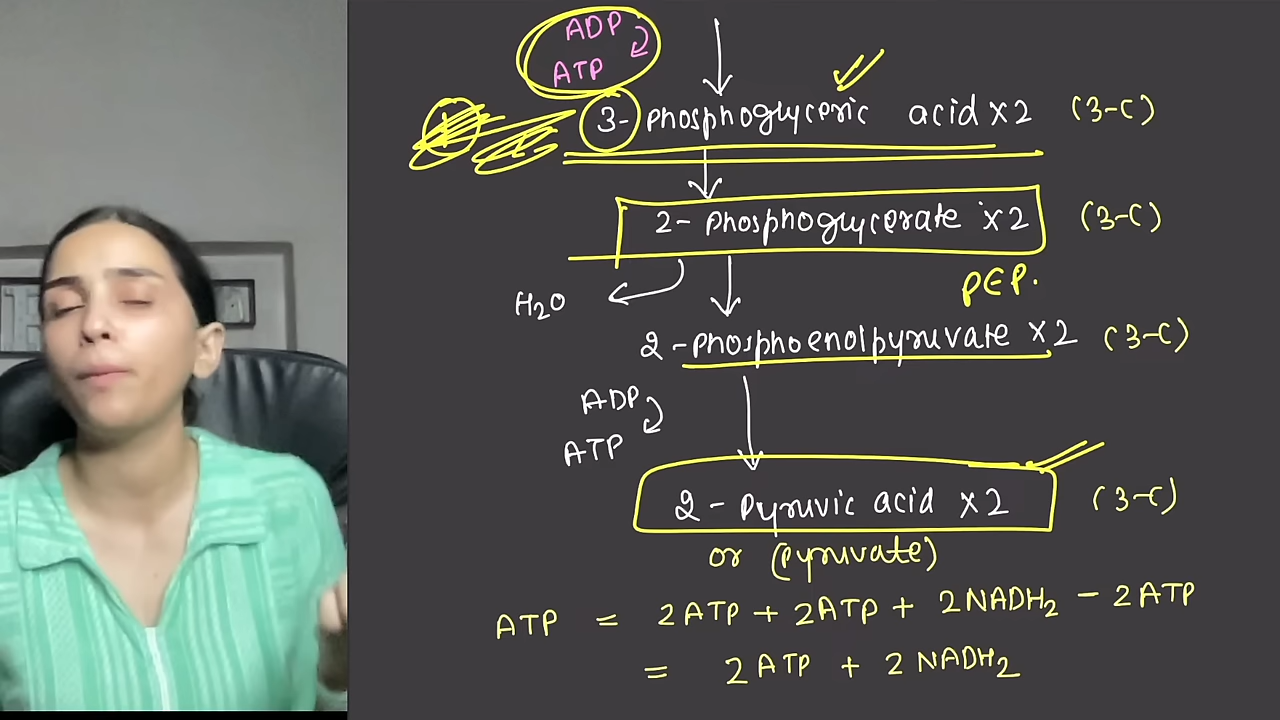 ADP
ATP
3- Phosphoglyceric acid x2 (3-C)
2- Phosphoglycerate x2 (3-C)
H2O
PEP.
2-Phosphoenolpyruvate x2 (3-C)
ADP
ATP
2- Pyruvic acid x2 (3-C)
or (Pyruvate)
ATP = 2ATP + 2ATP + 2NADH2 - 2ATP
= 2ATP + 2NADH2